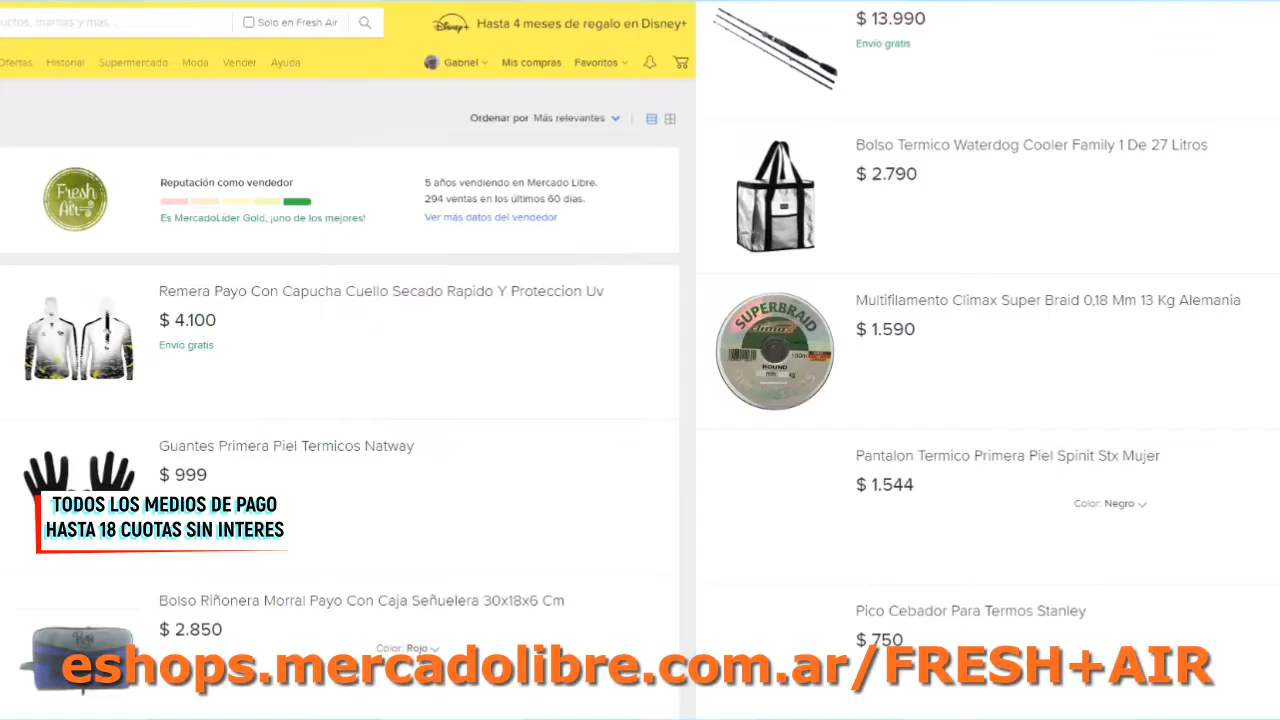 Solo en Fresh Air
Disney+ Hasta 4 meses de regalo en Disney+
Ofertas Historial Supermercado Moda Vender Ayuda
Gabriel Mis compras Favoritos
Ordenar por Más relevantes
Fresh Air
Reputación como vendedor
Es MercadoLíder Gold, ¡uno de los mejores!
5 años vendiendo en Mercado Libre.
294 ventas en los últimos 60 días.
Ver más datos del vendedor
Remera Payo Con Capucha Cuello Secado Rapido Y Proteccion Uv
$ 4.100
Envío gratis
Guantes Primera Piel Termicos Natway
$ 999
TODOS LOS MEDIOS DE PAGO
HASTA 18 CUOTAS SIN INTERES
Bolso Riñonera Morral Payo Con Caja Señuelera 30x18x6 Cm
$ 2.850
Color: Rojo
$ 13.990
Envío gratis
Bolso Termico Waterdog Cooler Family 1 De 27 Litros
$ 2.790
Multifilamento Climax Super Braid 0,18 Mm 13 Kg Alemania
$ 1.590
SUPERBRAID
climax
100m
ROUND
Pantalon Termico Primera Piel Spinit Stx Mujer
$ 1.544
Color: Negro
Pico Cebador Para Termos Stanley
$ 750
eshops.mercadolibre.com.ar/FRESH+AIR